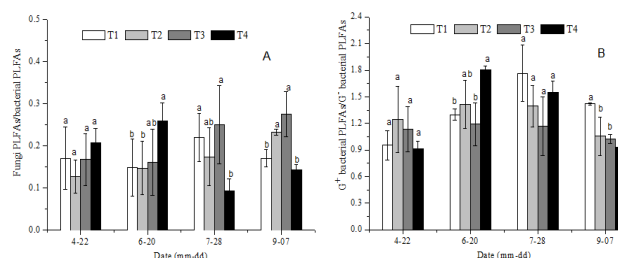 T1 T2 T3 T4
A
Fungi PLFAs/bacterial PLFAs
0.5
0.4
0.3
0.2
0.1
0.0
a a a a
b b ab a
a ab a b
b a a b
4-22 6-20 7-28 9-07
Date (mm-dd)
T1
T2
T3
T4
B
G+ bacterial PLFAs/G- bacterial PLFAs
2.4
2.1
1.8
1.5
1.2
0.9
0.6
0.3
0.0
a a a a
b ab b a
a a a a
a b b b
4-22 6-20 7-28 9-07
Date (mm-dd)